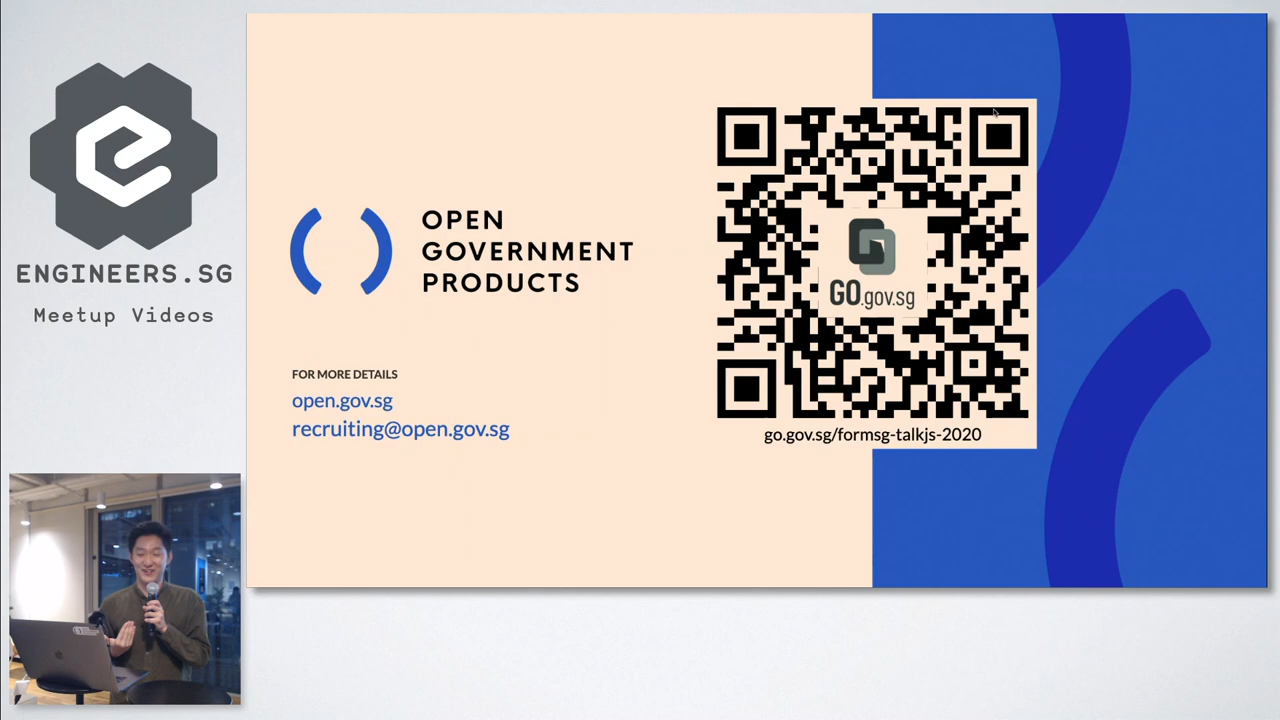 ENGINEERS.SG
Meetup Videos
OPEN
GOVERNMENT
PRODUCTS
FOR MORE DETAILS
open.gov.sg
recruiting@open.gov.sg
GO.gov.sg
go.gov.sg/formsg-talkjs-2020